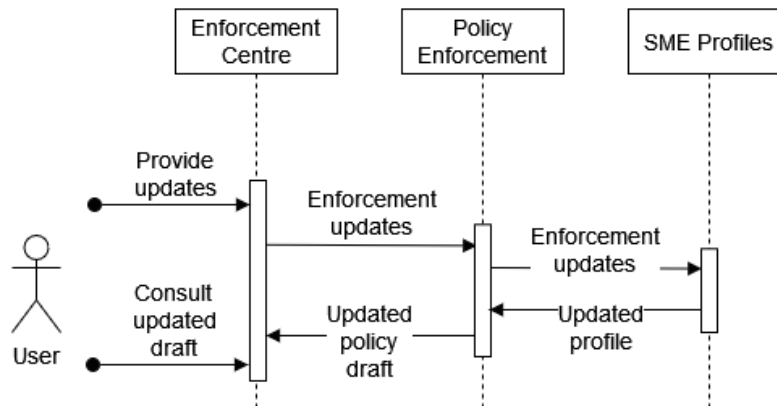 Enforcement
Centre
Policy
Enforcement
SME Profiles
Provide
updates
Enforcement
updates
Enforcement
updates
Consult
updated
draft
Updated
policy
draft
Updated
profile
User